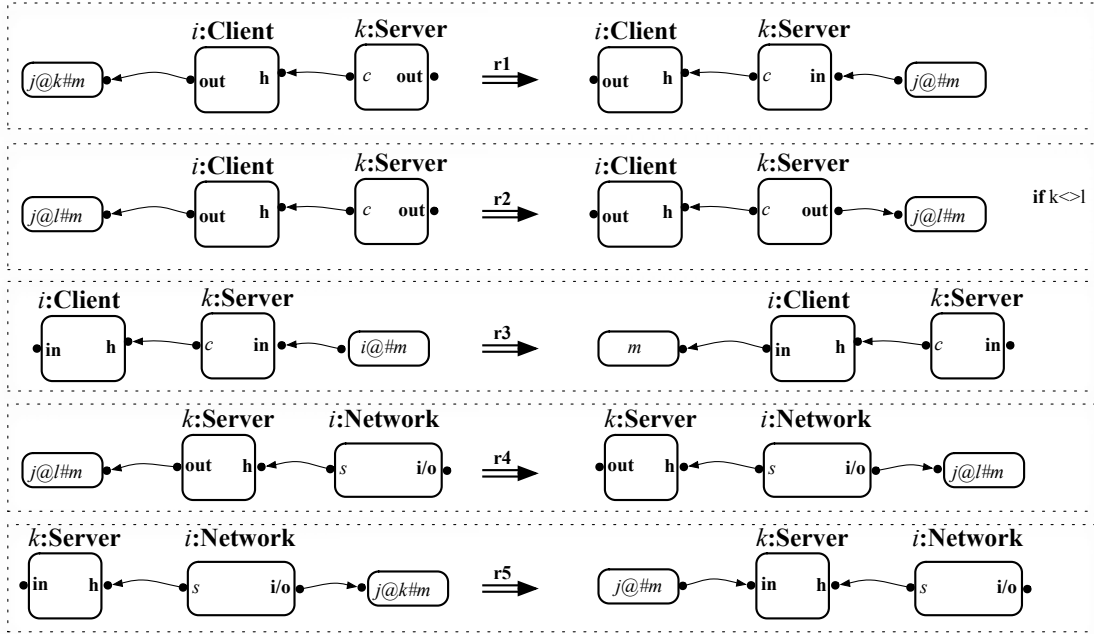 i:Client k:Server i:Client k:Server
j@k#m out h c out r1 out h c in j@#m
i:Client k:Server i:Client k:Server
j@l#m out h c out r2 out h c out j@l#m if k<>l
i:Client k:Server i:Client k:Server
in h c in i@#m r3 m in h c in
k:Server i:Network k:Server i:Network
j@l#m out h s i/o r4 out h s i/o j@l#m
k:Server i:Network k:Server i:Network
in h s i/o j@k#m r5 j@#m in h s i/o